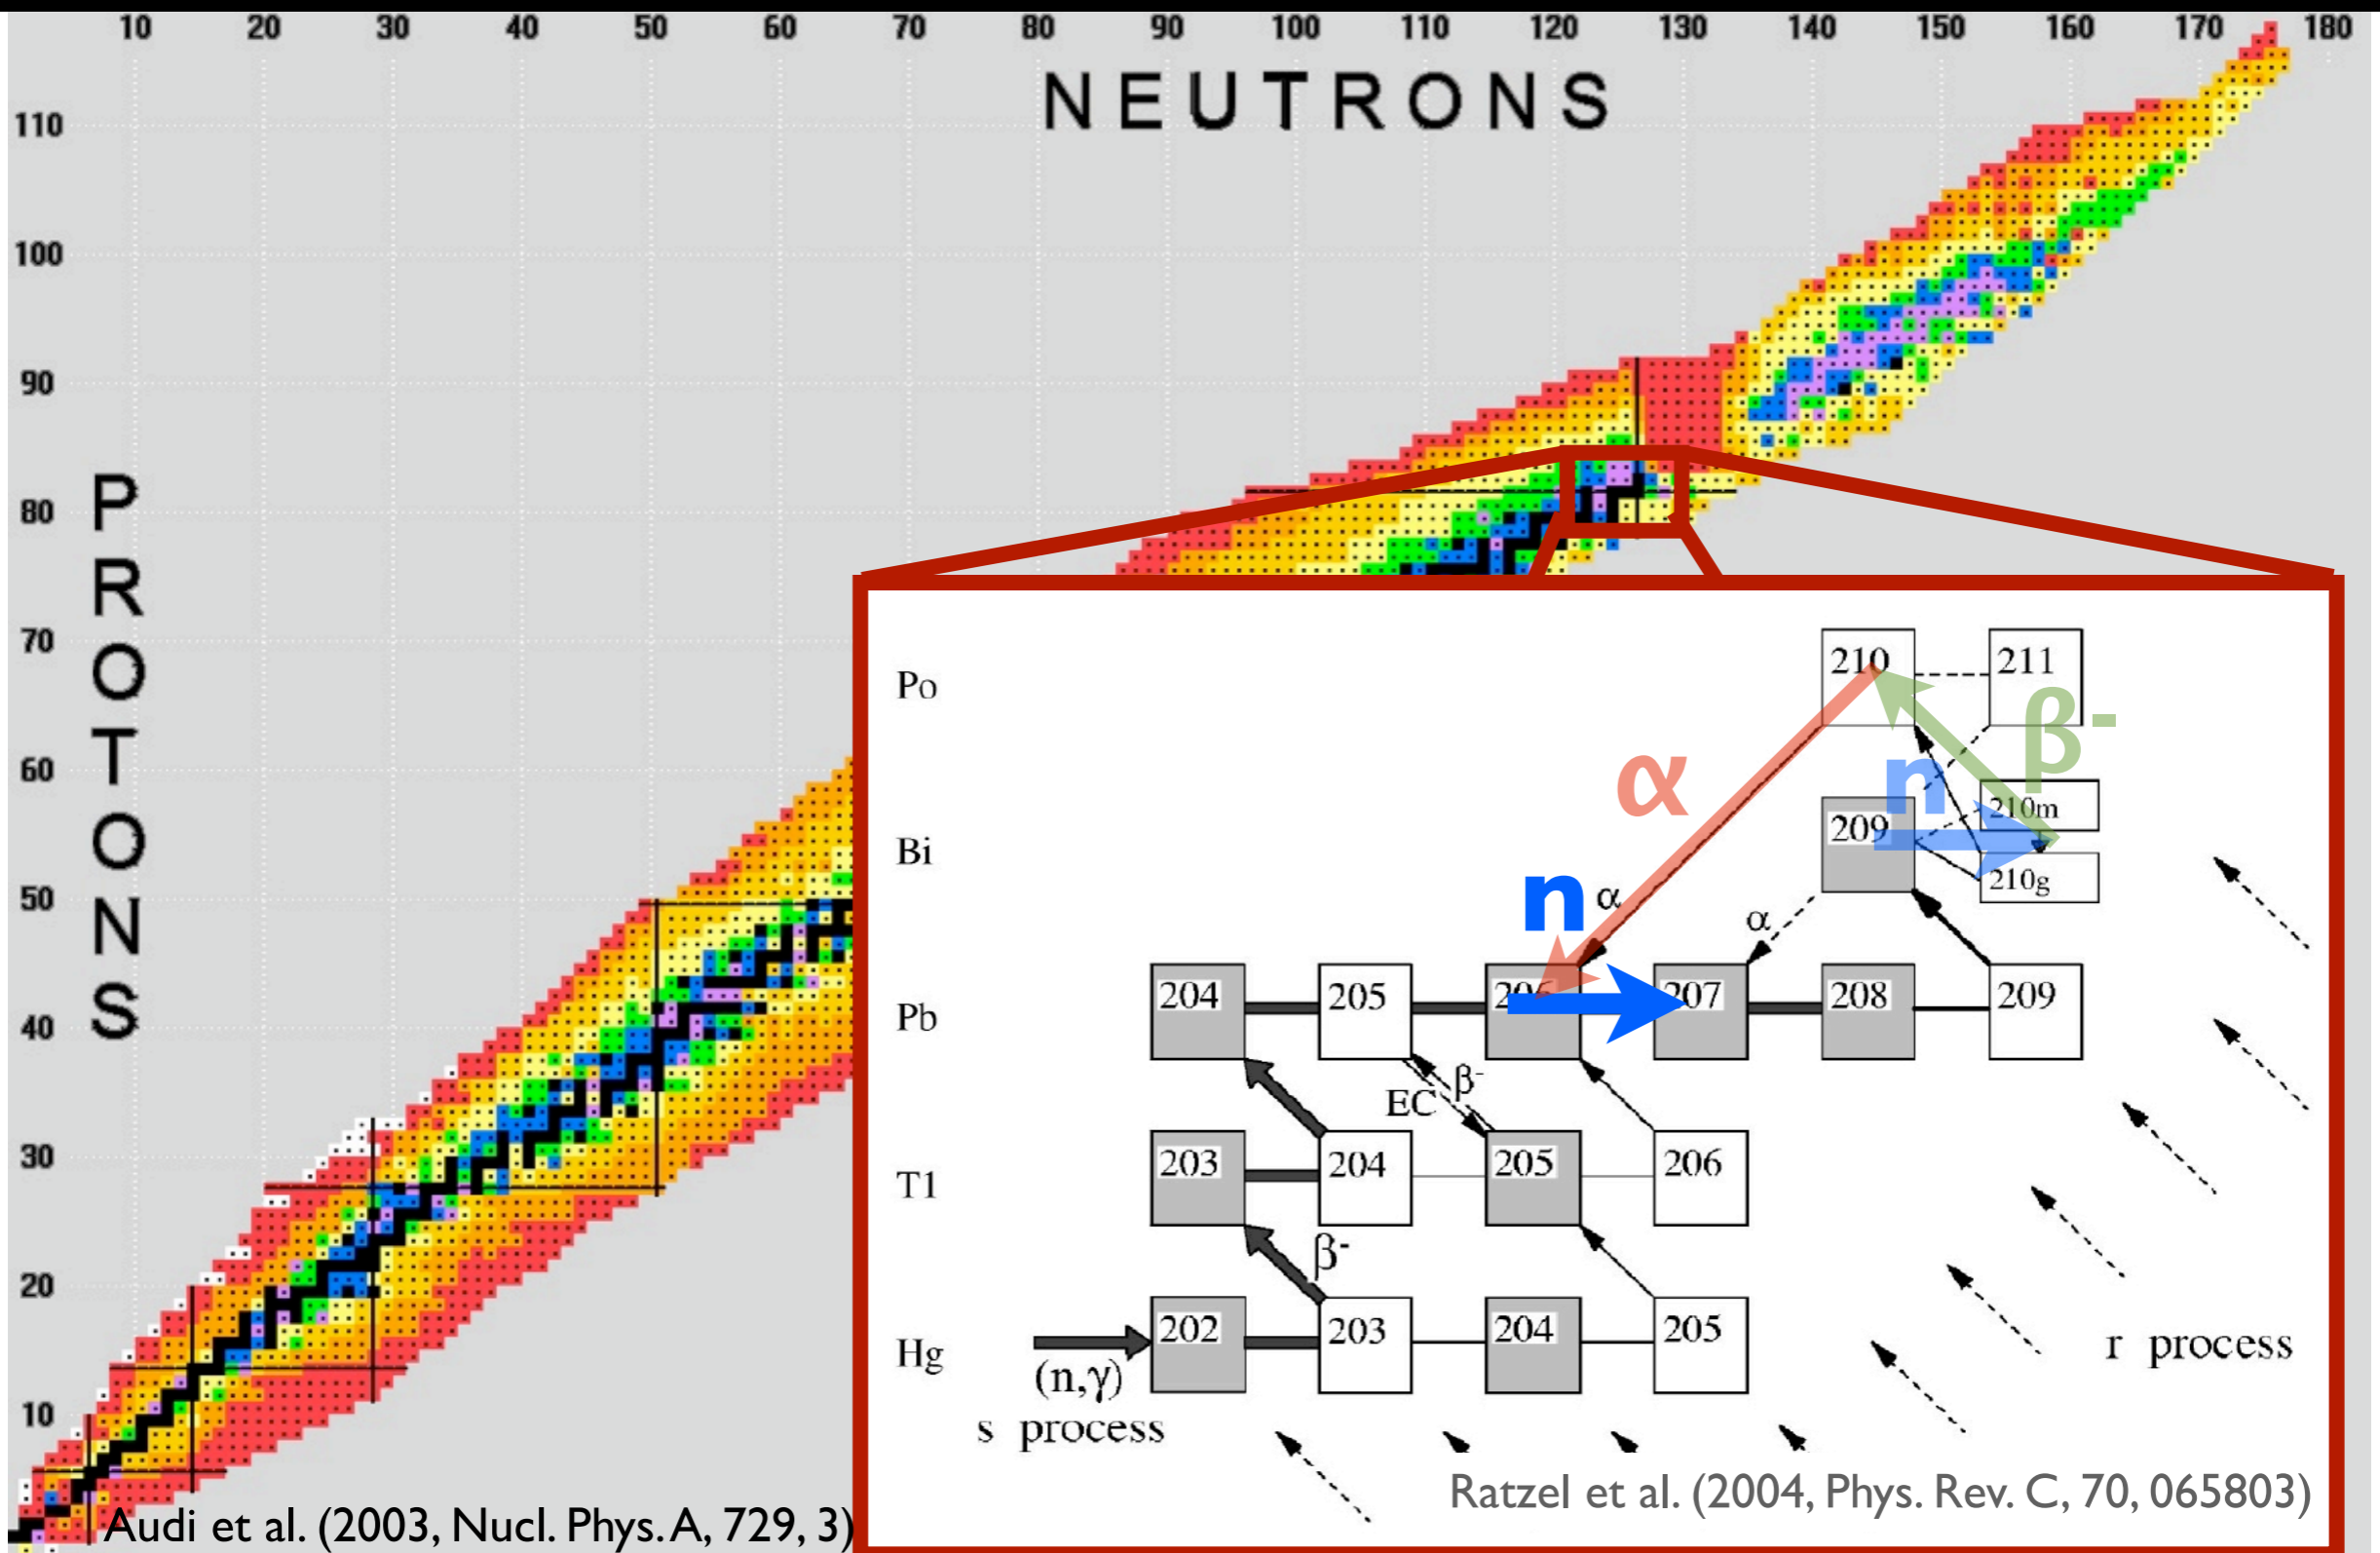 10 20 30 40 50 60 70 80 90 100 110 120 130 140 150 160 170 180
NEUTRONS
110
100
90
80
70
60
50
40
30
20
10
PROTONS
Po
210
211
β-
α
n
210m
Bi
209
210g
n
α
α
Pb
204
205
206
207
208
209
EC
β-
Tl
203
204
205
206
β-
Hg
202
203
204
205
(n,γ)
s process
r process
Ratzel et al. (2004, Phys. Rev. C, 70, 065803)
Audi et al. (2003, Nucl. Phys. A, 729, 3)